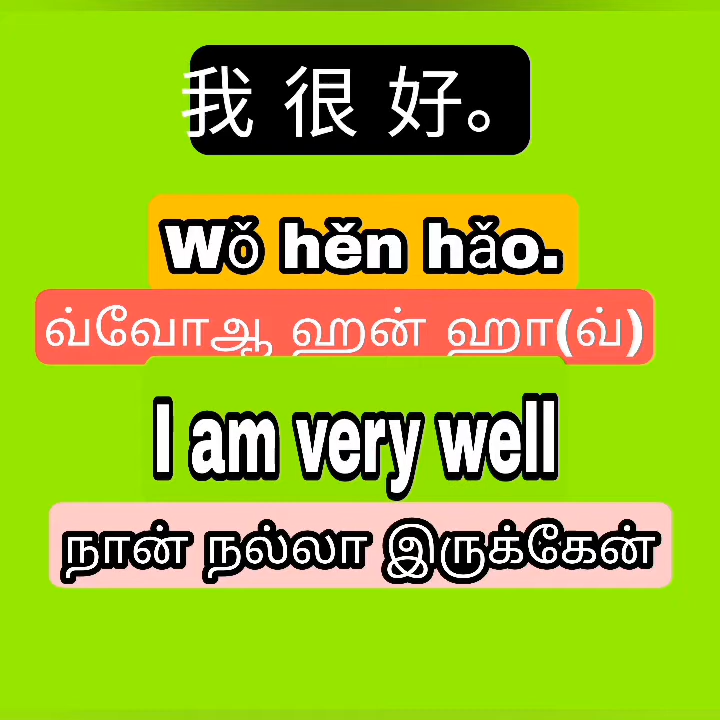 我 很 好。
Wǒ hěn hǎo.
வ்வோஆ ஹன் ஹா(வ்)
I am very well
நான் நல்லா இருக்கேன்